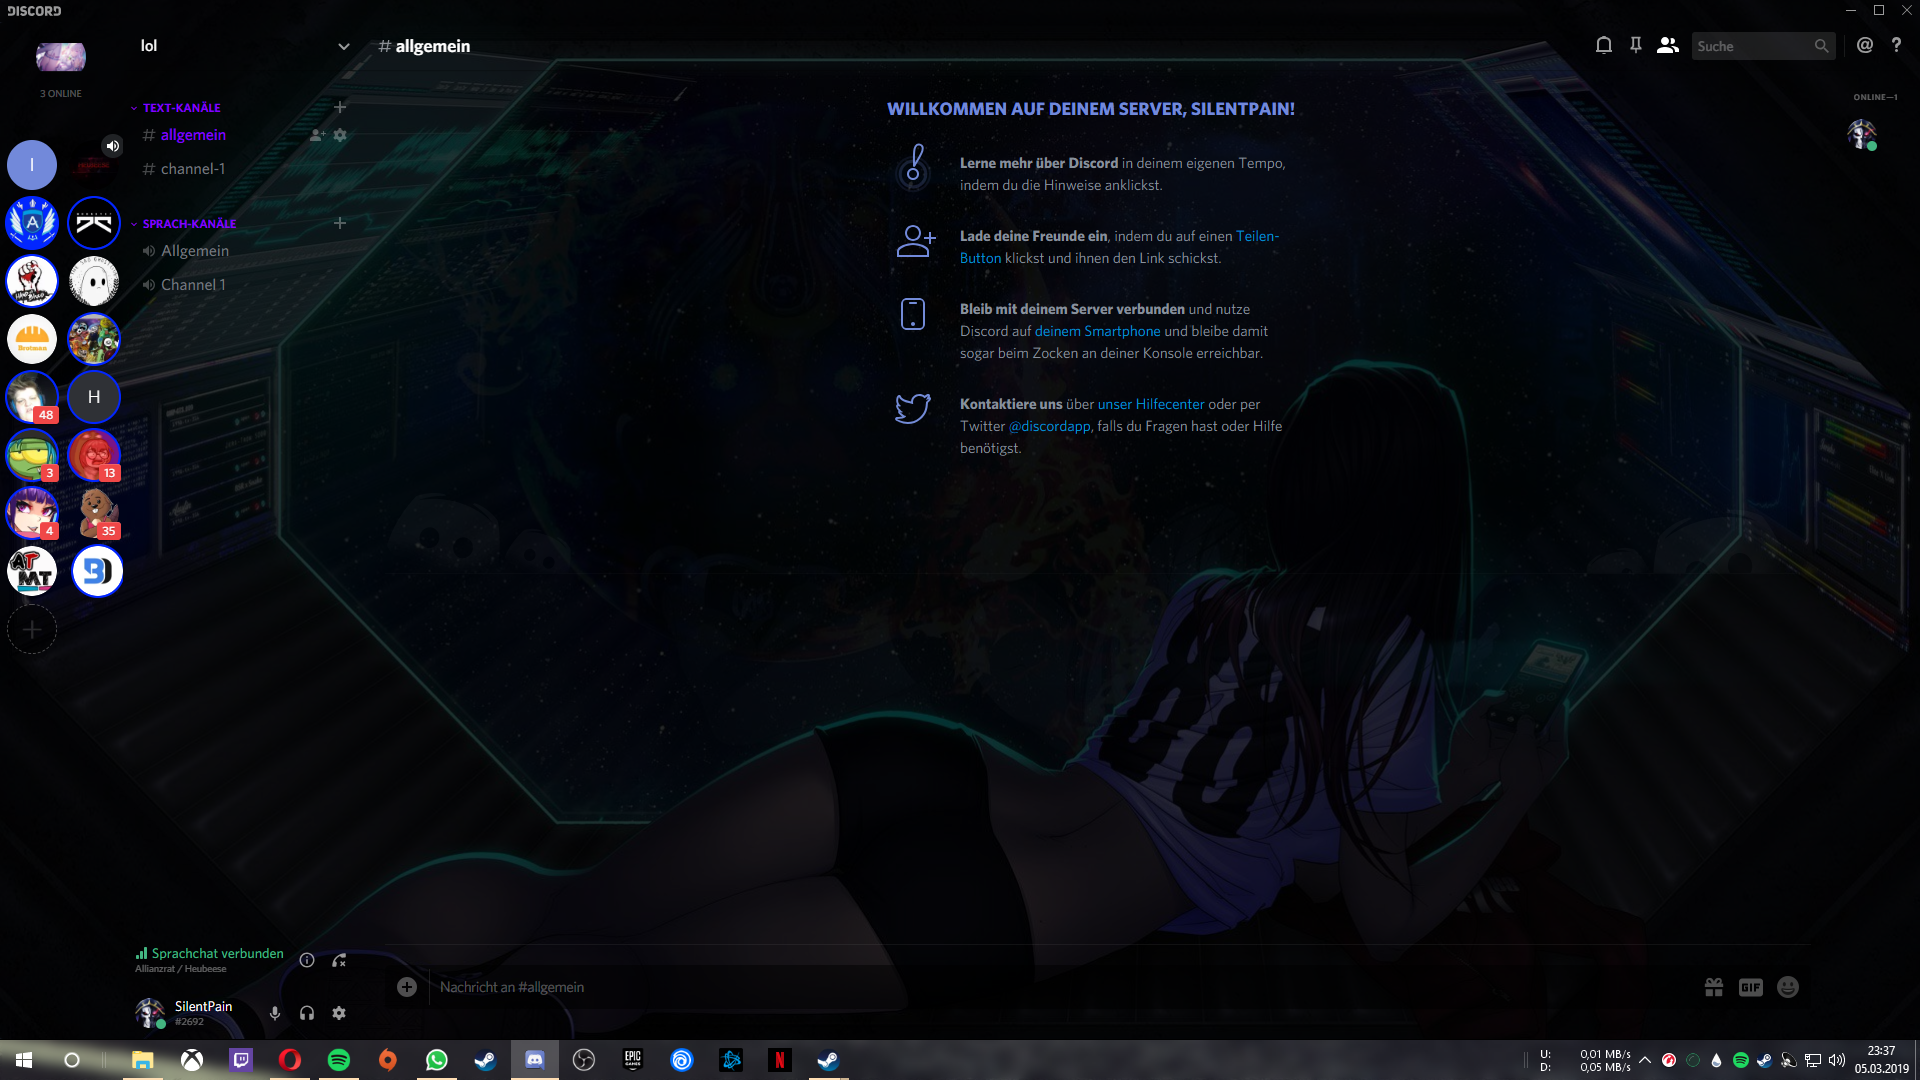 DISCORD
lol
# allgemein
Suche
3 ONLINE
TEXT-KANÄLE
# allgemein
# channel-1
SPRACH-KANÄLE
Allgemein
Channel 1
I
A
H
Brotmen
48
3
13
4
35
AT
MT
WILLKOMMEN AUF DEINEM SERVER, SILENTPAIN!
Lerne mehr über Discord in deinem eigenen Tempo,
indem du die Hinweise anklickst.
Lade deine Freunde ein, indem du auf einen Teilen-
Button klickst und ihnen den Link schickst.
Bleib mit deinem Server verbunden und nutze
Discord auf deinem Smartphone und bleibe damit
sogar beim Zocken an deiner Konsole erreichbar.
Kontaktiere uns über unser Hilfecenter oder per
Twitter @discordapp, falls du Fragen hast oder Hilfe
benötigst.
ONLINE—1
Sprachchat verbunden
Allianzrat / Heubeese
SilentPain
#2692
Nachricht an #allgemein
GIF
EPIC
GAMES
U: 0,01 MB/s
D: 0,05 MB/s
23:37
05.03.2019